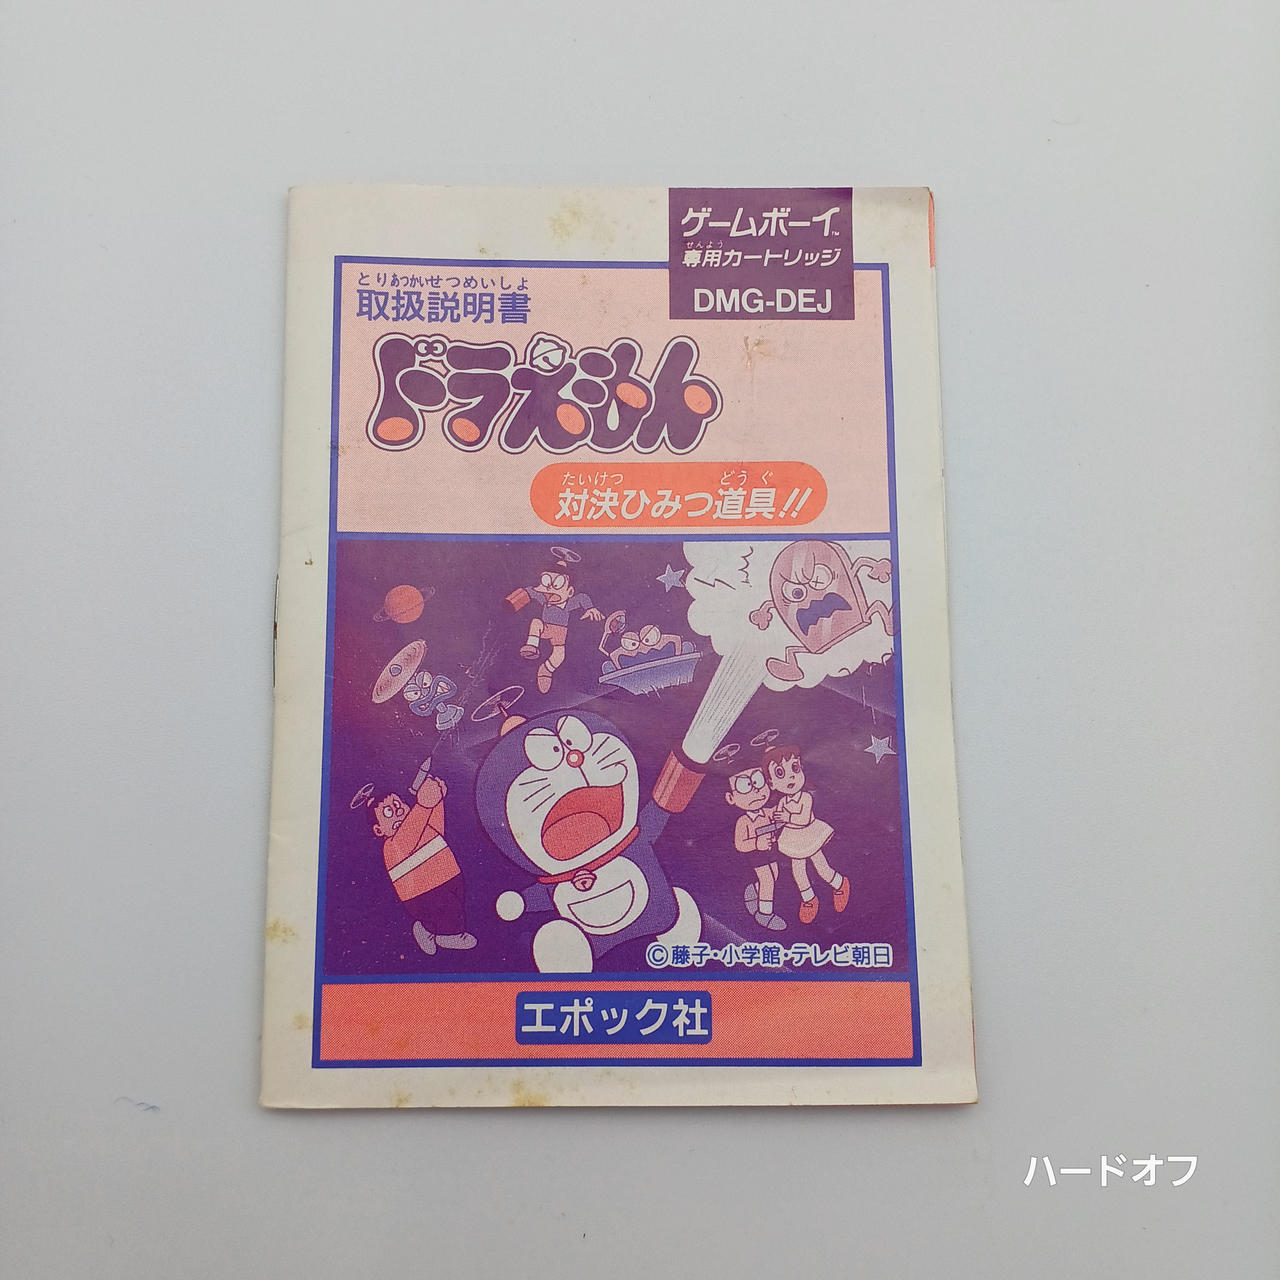 ゲームボーイ™
せんよう
専用カートリッジ
DMG-DEJ
とりあつかいせつめいしょ
取扱説明書
ドラえもん
たいけつ どうぐ
対決ひみつ道具!!
©藤子・小学館・テレビ朝日
エポック社
ハードオフ